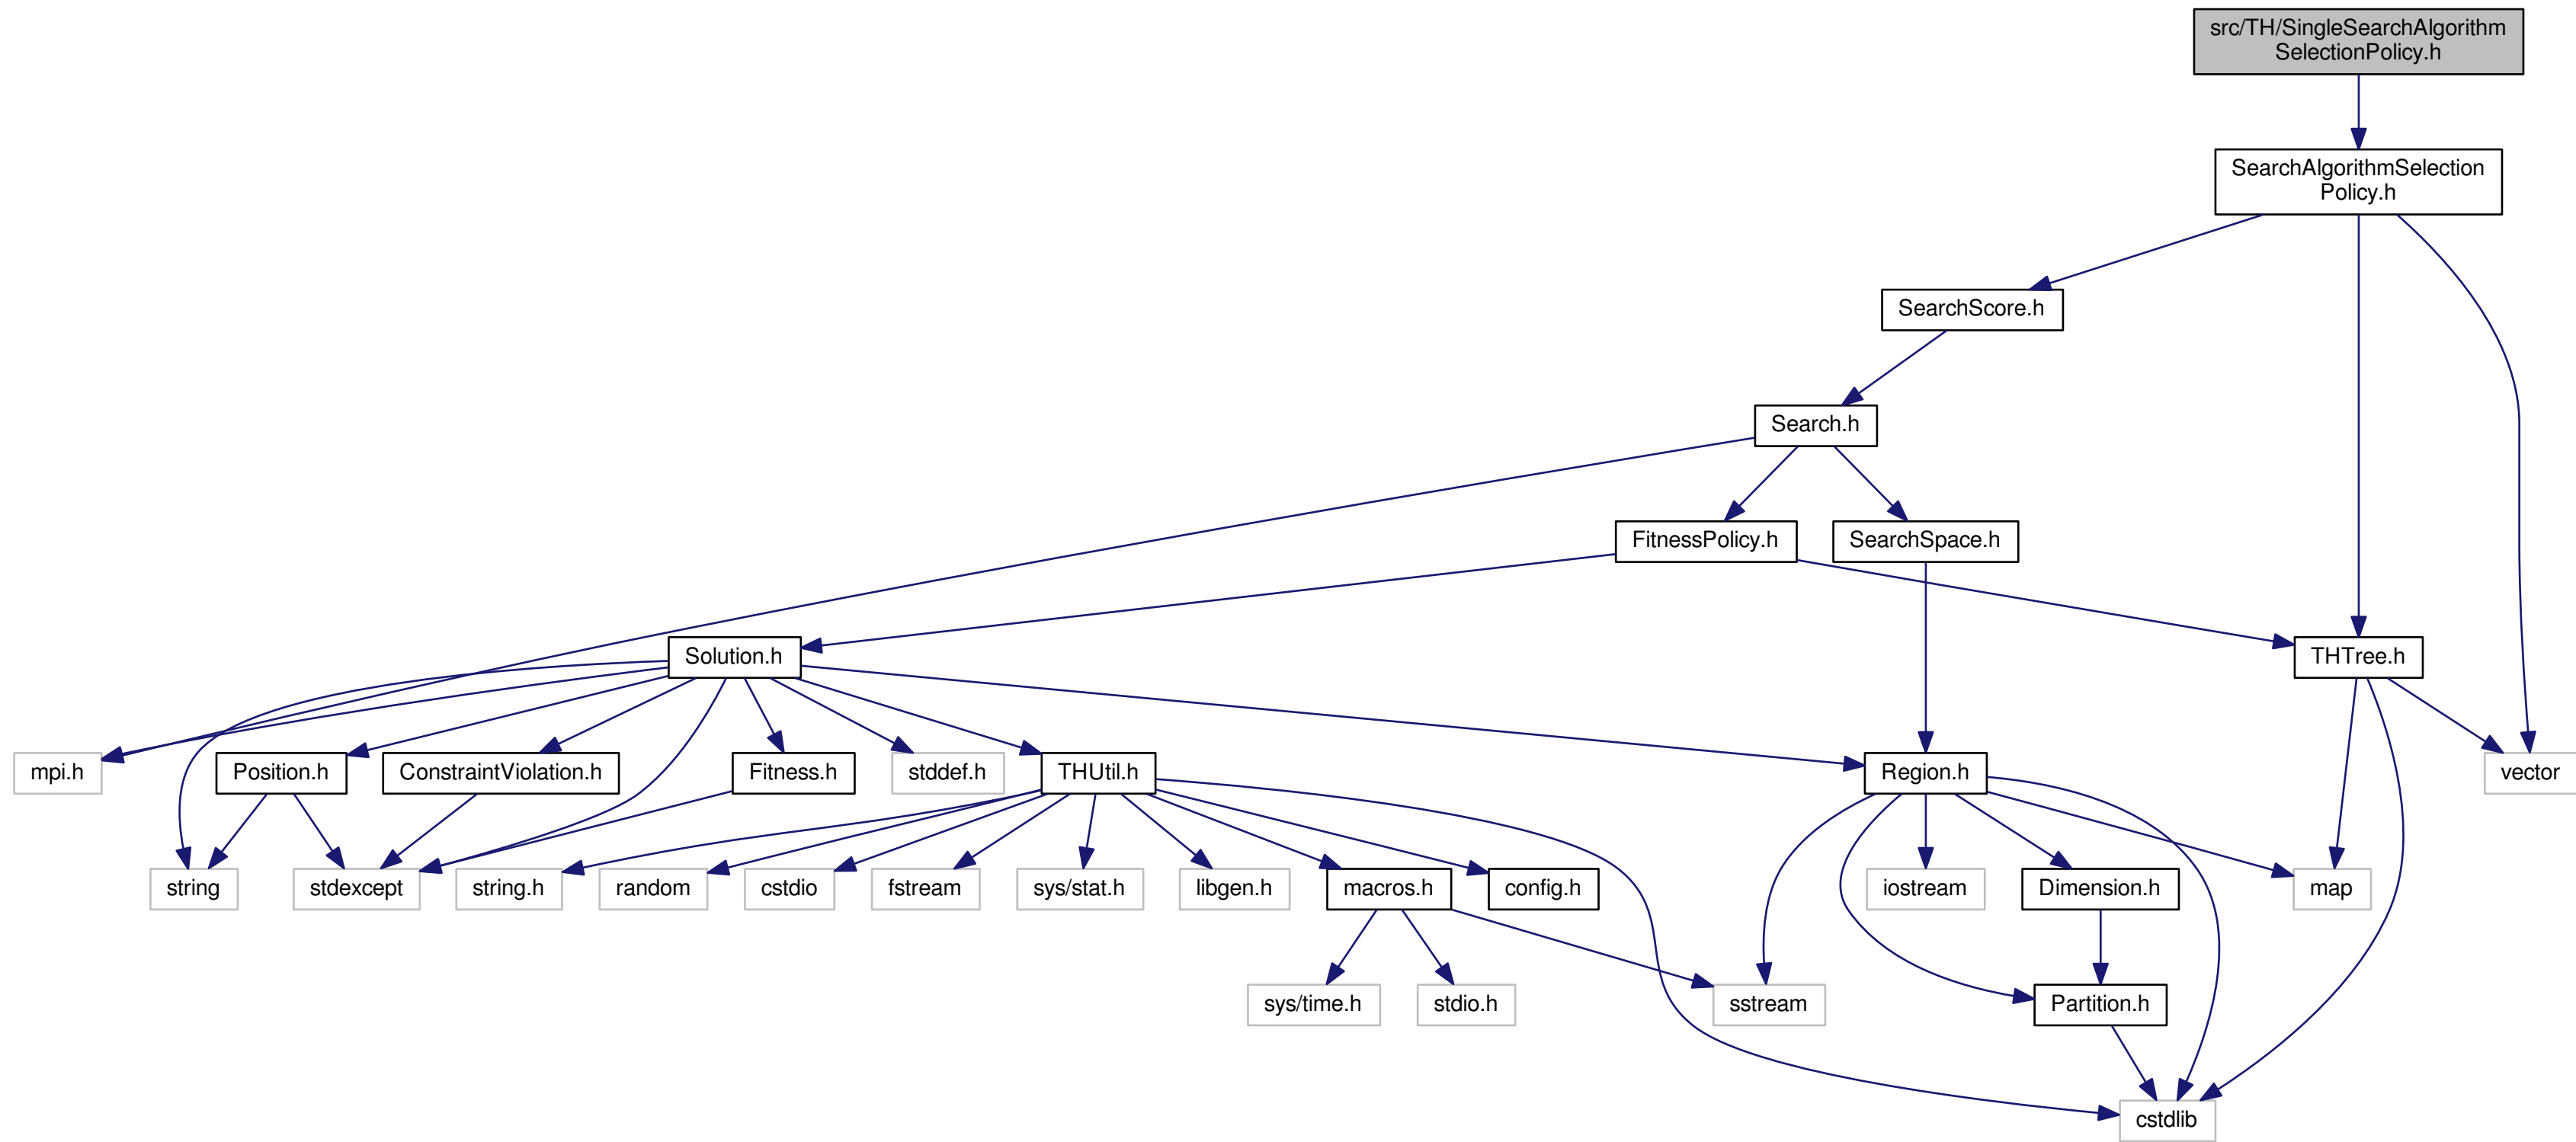 src/TH/SingleSearchAlgorithm
SelectionPolicy.h
SearchAlgorithmSelection
Policy.h
SearchScore.h
Search.h
FitnessPolicy.h
SearchSpace.h
Solution.h
THTree.h
mpi.h
Position.h
ConstraintViolation.h
Fitness.h
stddef.h
THUtil.h
Region.h
vector
string
stdexcept
string.h
random
cstdio
fstream
sys/stat.h
libgen.h
macros.h
config.h
iostream
Dimension.h
map
sys/time.h
stdio.h
sstream
Partition.h
cstdlib